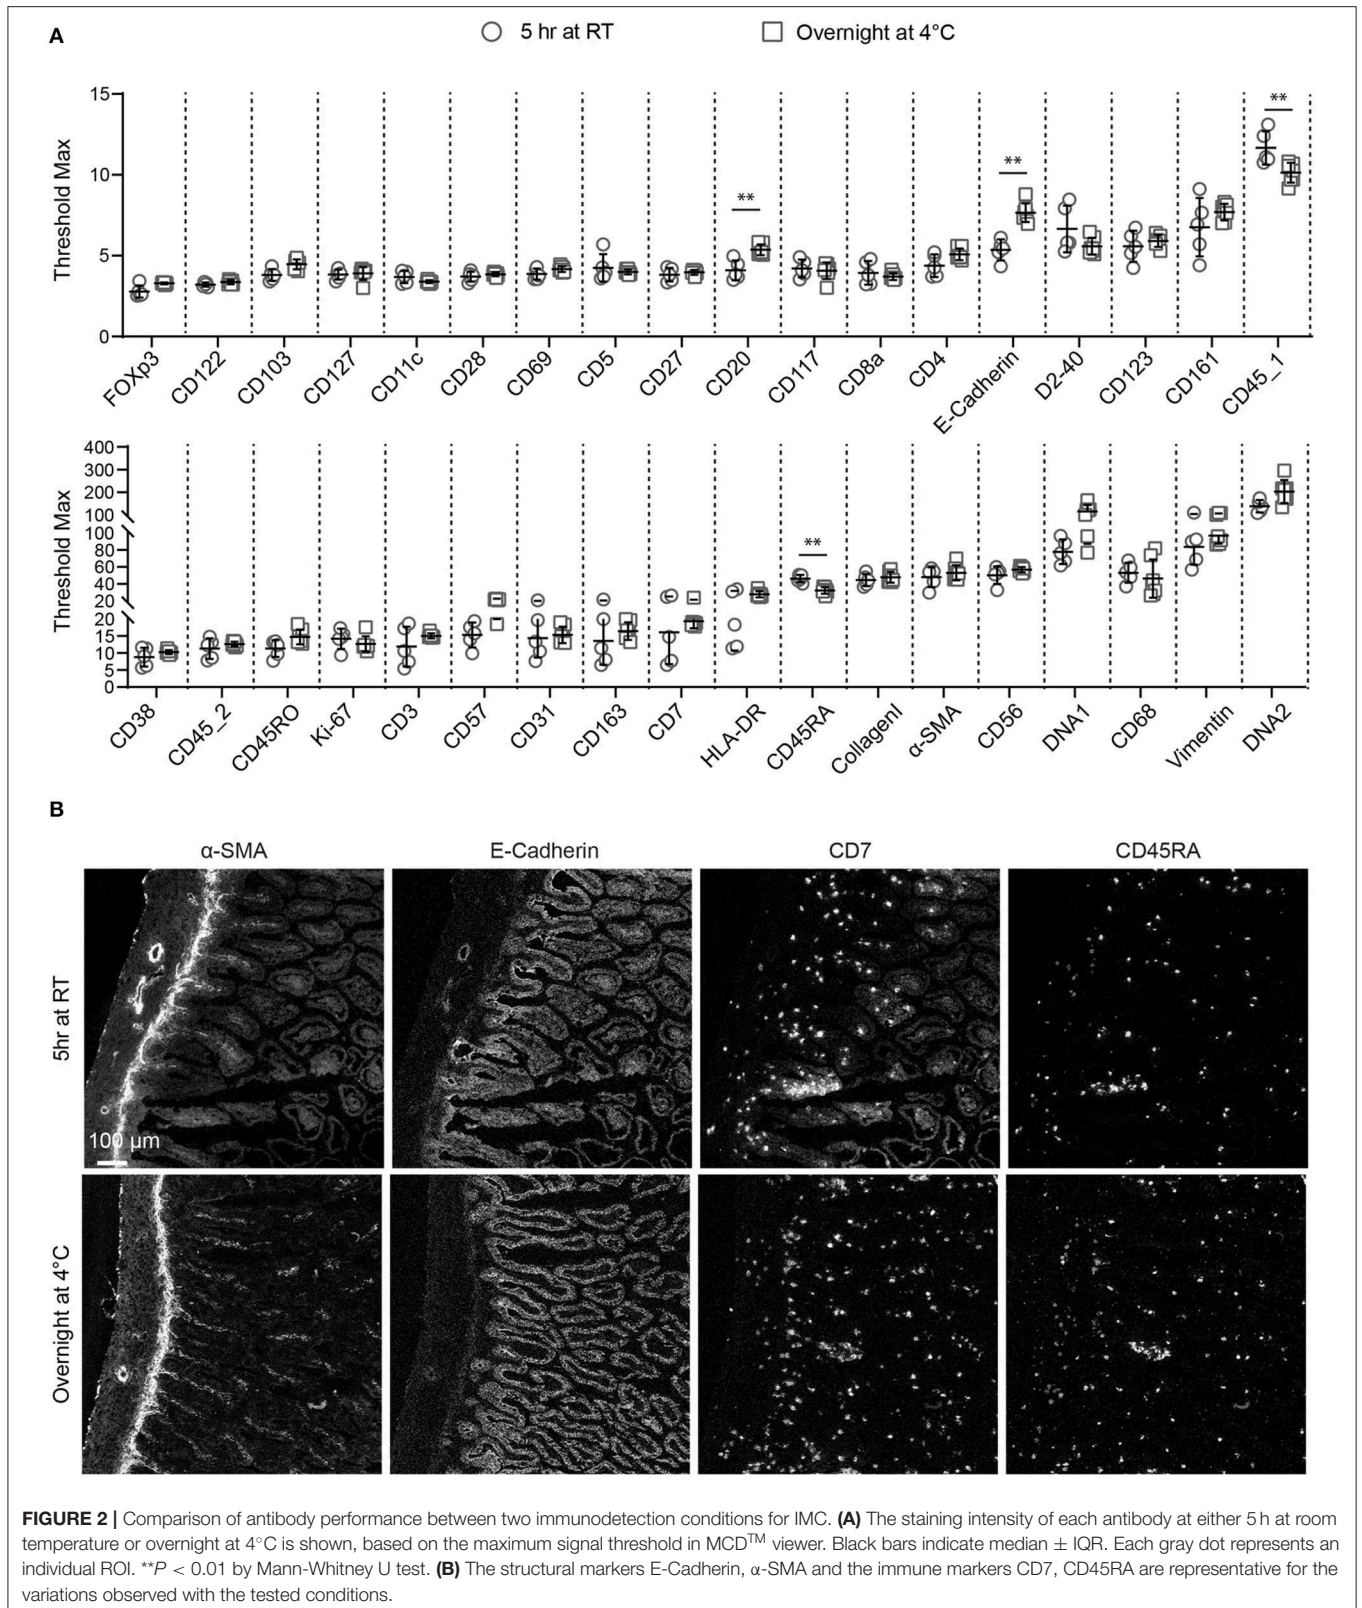 A
5 hr at RT
Overnight at 4°C
Threshold Max
15
10
5
0
**
**
**
FOXp3
CD122
CD103
CD127
CD11c
CD28
CD69
CD5
CD27
CD20
CD117
CD8a
CD4
E-Cadherin
D2-40
CD123
CD161
CD45_1
Threshold Max
400
300
200
100
100
80
60
40
20
20
15
10
5
0
**
CD38
CD45_2
CD45RO
Ki-67
CD3
CD57
CD31
CD163
CD7
HLA-DR
CD45RA
CollagenI
α-SMA
CD56
DNA1
CD68
Vimentin
DNA2
B
α-SMA
E-Cadherin
CD7
CD45RA
5hr at RT
100 µm
Overnight at 4°C
FIGURE 2 | Comparison of antibody performance between two immunodetection conditions for IMC. (A) The staining intensity of each antibody at either 5 h at room
temperature or overnight at 4°C is shown, based on the maximum signal threshold in MCD™ viewer. Black bars indicate median ± IQR. Each gray dot represents an
individual ROI. **P < 0.01 by Mann-Whitney U test. (B) The structural markers E-Cadherin, α-SMA and the immune markers CD7, CD45RA are representative for the
variations observed with the tested conditions.